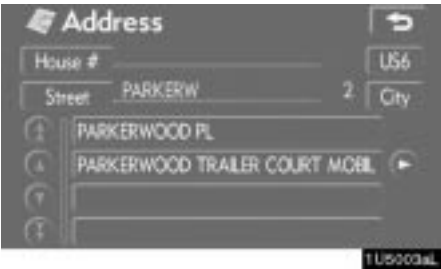 Address
House # US6
Street PARKERW 2 City
PARKERWOOD PL
PARKERWOOD TRAILER COURT MOBIL
1U5003aL